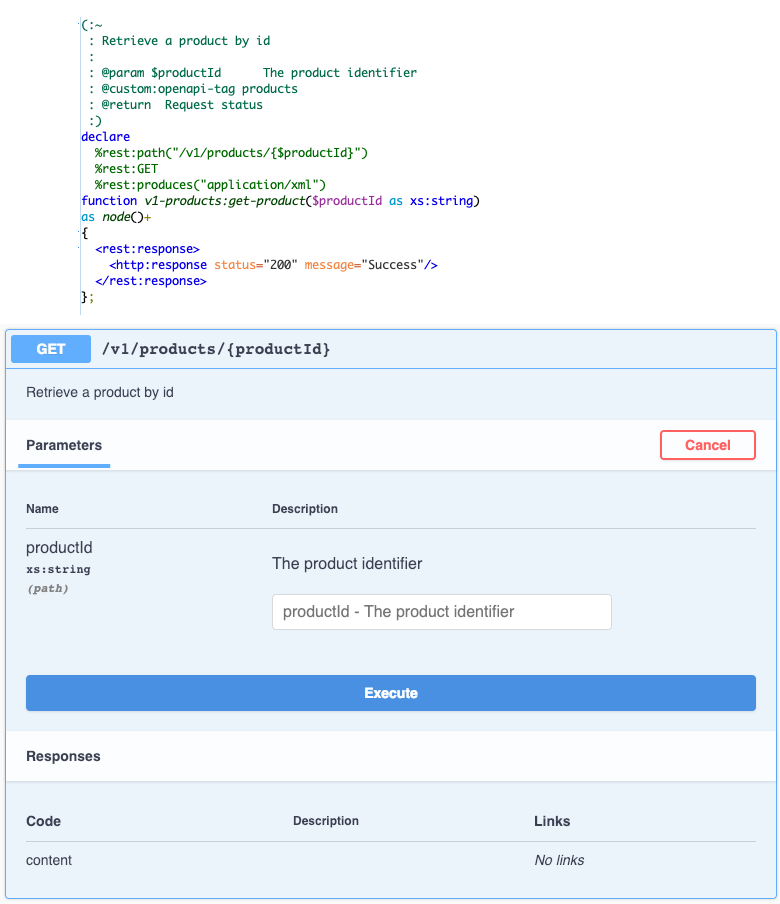 (:~
 : Retrieve a product by id
 :
 : @param $productId      The product identifier
 : @custom:openapi-tag products
 : @return  Request status
 :)
declare
  %rest:path("/v1/products/{$productId}")
  %rest:GET
  %rest:produces("application/xml")
function v1-products:get-product($productId as xs:string)
as node()+
{
  <rest:response>
    <http:response status="200" message="Success"/>
  </rest:response>
};
GET /v1/products/{productId}
Retrieve a product by id
Parameters Cancel
Name Description
productId
xs:string
(path)
The product identifier
productId - The product identifier
Execute
Responses
Code Description Links
content No links